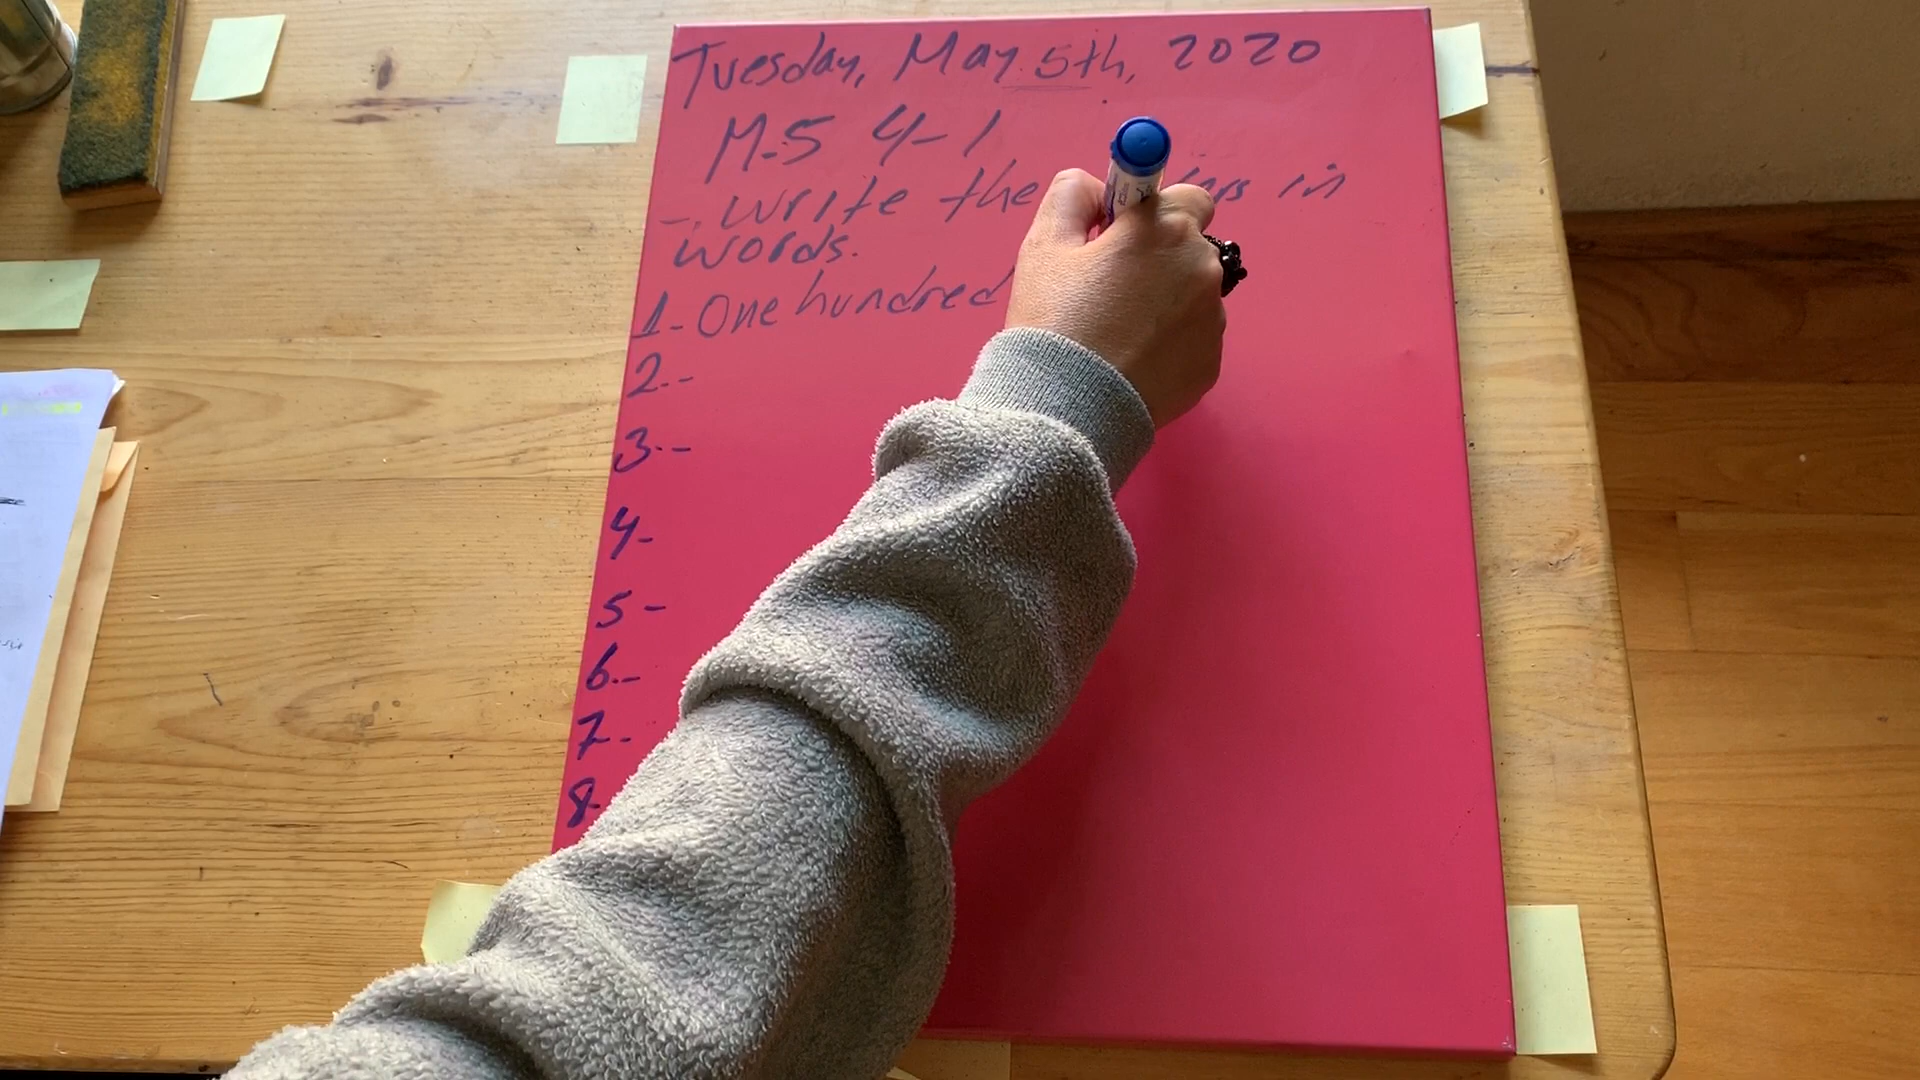 Tuesday, May 5th, 2020
M-5 4-1
-. Write the in
words.
1- One hundred
2.-
3.-
4-
5-
6.-
7-
8-